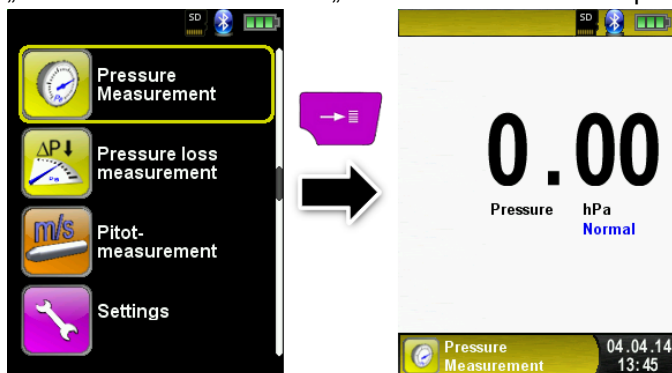 SD
Pressure
Measurement
ΔP
Pressure loss
measurement
m/s
Pitot-
measurement
Settings
SD
0.00
Pressure hPa
Normal
Pressure
Measurement
04.04.14
13:45